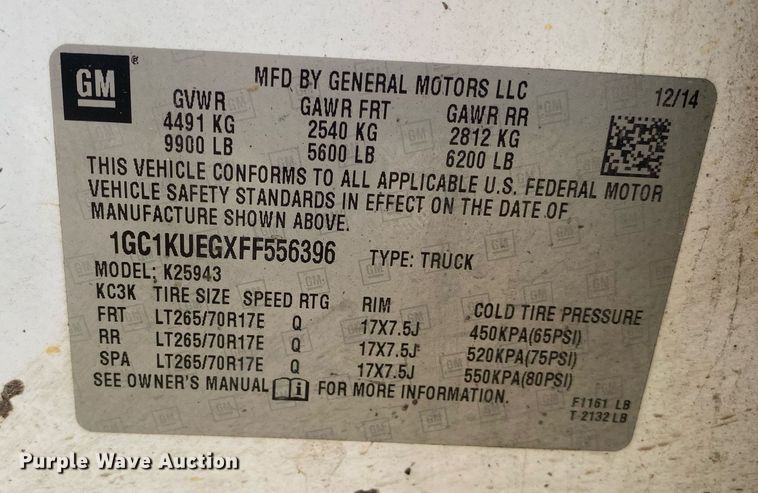 GM®
MFD BY GENERAL MOTORS LLC
12/14
GVWR GAWR FRT GAWR RR
4491 KG 2540 KG 2812 KG
9900 LB 5600 LB 6200 LB
THIS VEHICLE CONFORMS TO ALL APPLICABLE U.S. FEDERAL MOTOR
VEHICLE SAFETY STANDARDS IN EFFECT ON THE DATE OF
MANUFACTURE SHOWN ABOVE.
1GC1KUEGXFF556396 TYPE: TRUCK
MODEL: K25943
KC3K TIRE SIZE SPEED RTG RIM COLD TIRE PRESSURE
FRT LT265/70R17E Q 17X7.5J 450KPA(65PSI)
RR LT265/70R17E Q 17X7.5J 520KPA(75PSI)
SPA LT265/70R17E Q 17X7.5J 550KPA(80PSI)
SEE OWNER'S MANUAL FOR MORE INFORMATION.
F1161 LB
T 2132 LB
Purple Wave Auction